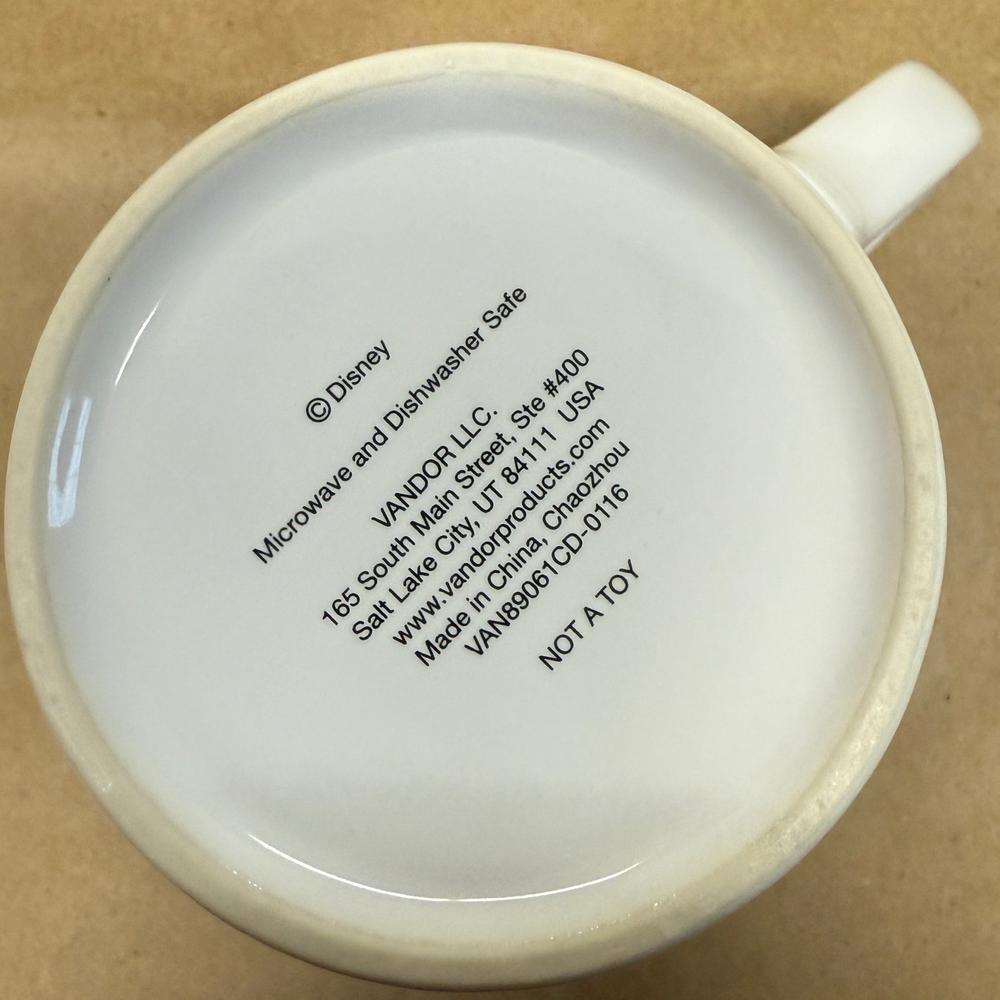 © Disney
Microwave and Dishwasher Safe
VANDOR LLC.
165 South Main Street, Ste #400
Salt Lake City, UT 84111 USA
www.vandorproducts.com
Made in China, Chaozhou
VAN89061CD-0116
NOT A TOY